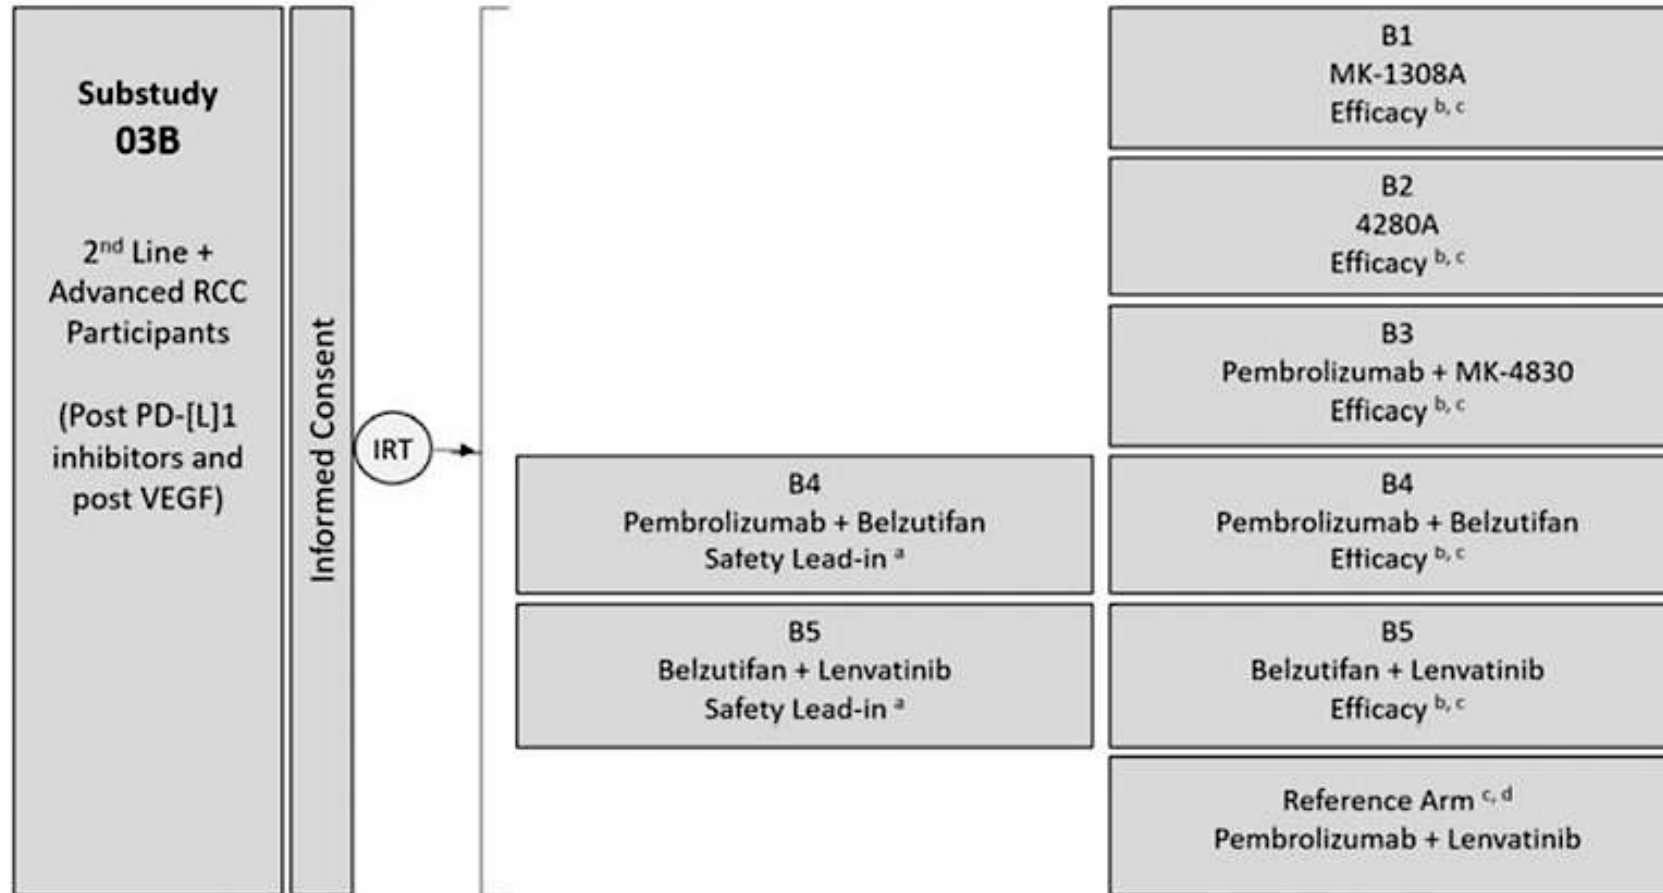 Substudy
03B
2nd Line +
Advanced RCC
Participants
(Post PD-[L]1
inhibitors and
post VEGF)
Informed Consent
IRT
B1
MK-1308A
Efficacy b, c
B2
4280A
Efficacy b, c
B3
Pembrolizumab + MK-4830
Efficacy b, c
B4
Pembrolizumab + Belzutifan
Safety Lead-in a
B4
Pembrolizumab + Belzutifan
Efficacy b, c
B5
Belzutifan + Lenvatinib
Safety Lead-in a
B5
Belzutifan + Lenvatinib
Efficacy b, c
Reference Arm c, d
Pembrolizumab + Lenvatinib